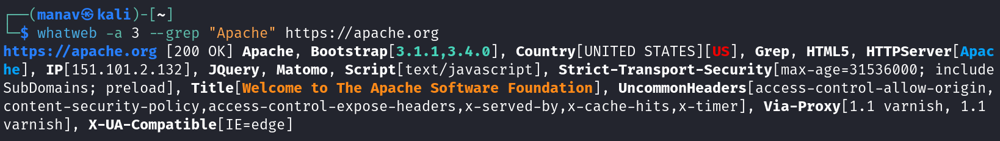 ┌──(manav㉿kali)-[~]
└─$ whatweb -a 3 --grep "Apache" https://apache.org
https://apache.org [200 OK] Apache, Bootstrap[3.1.1,3.4.0], Country[UNITED STATES][US], Grep, HTML5, HTTPServer[Apac
he], IP[151.101.2.132], JQuery, Matomo, Script[text/javascript], Strict-Transport-Security[max-age=31536000; include
SubDomains; preload], Title[Welcome to The Apache Software Foundation], UncommonHeaders[access-control-allow-origin,
content-security-policy,access-control-expose-headers,x-served-by,x-cache-hits,x-timer], Via-Proxy[1.1 varnish, 1.1
varnish], X-UA-Compatible[IE=edge]